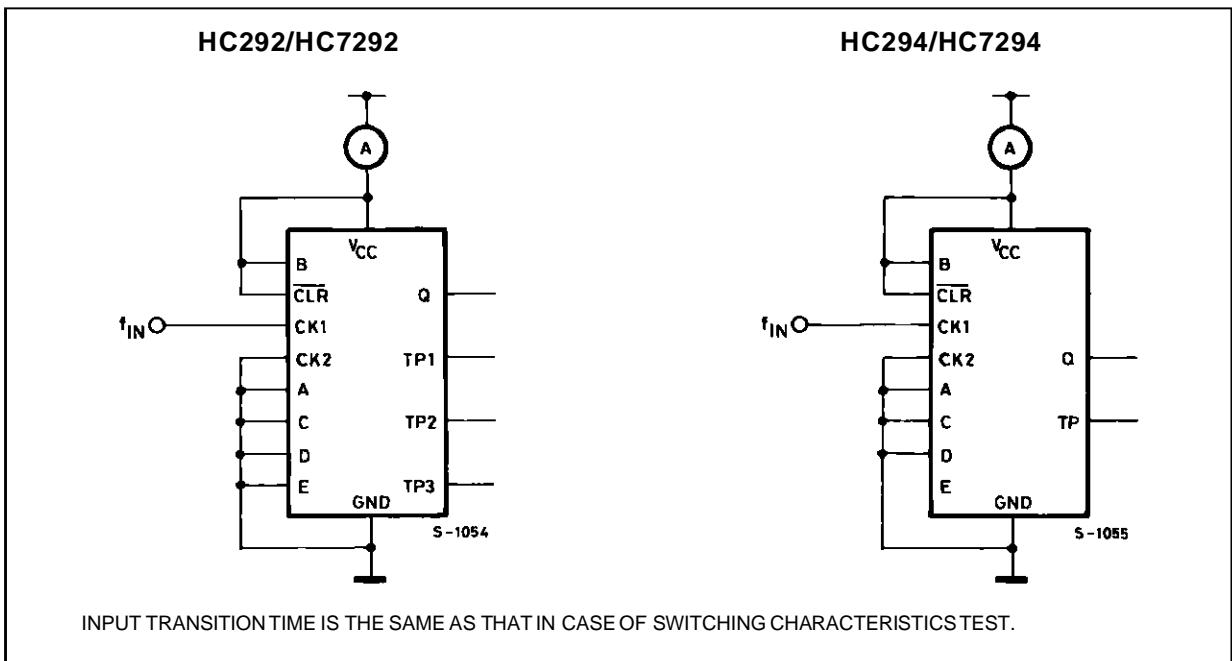 HC292/HC7292
A
VCC
B
CLR
Q
fIN
CK1
CK2
TP1
A
C
TP2
D
E
TP3
GND
S-1054
HC294/HC7294
A
VCC
B
CLR
fIN
CK1
CK2
Q
A
C
TP
D
E
GND
S-1055
INPUT TRANSITION TIME IS THE SAME AS THAT IN CASE OF SWITCHING CHARACTERISTICS TEST.